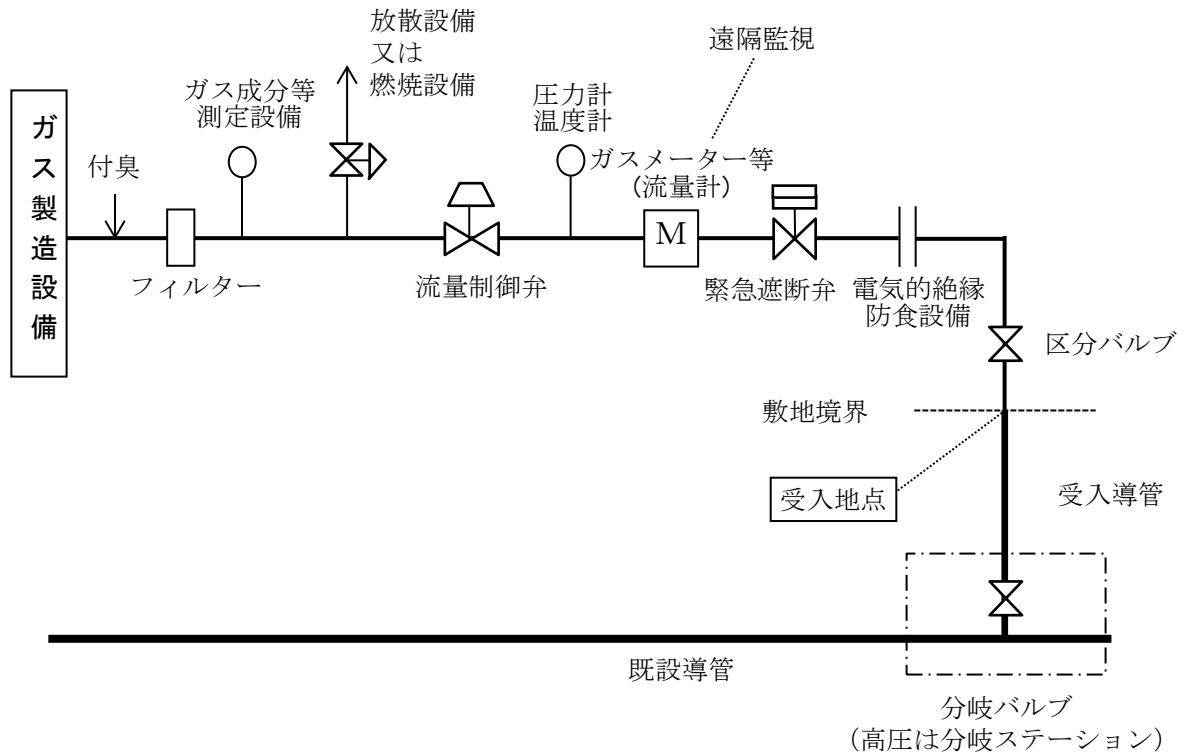 放散設備
又は
燃焼設備
遠隔監視
ガス成分等
測定設備
圧力計
温度計
ガス製造設備
付臭
ガスメーター等
(流量計)
M
フィルター
流量制御弁
緊急遮断弁
電気的絶縁
防食設備
区分バルブ
敷地境界
受入地点
受入導管
既設導管
分岐バルブ
(高圧は分岐ステーション)